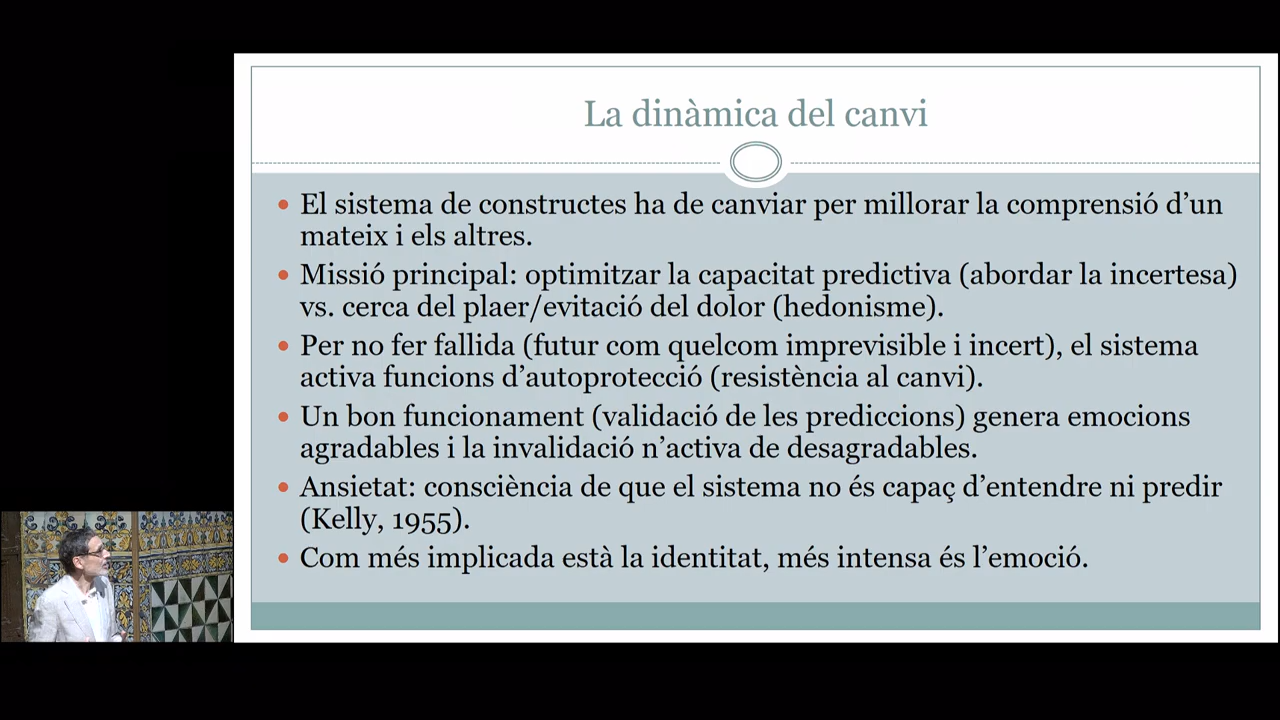 La dinàmica del canvi
• El sistema de constructes ha de canviar per millorar la comprensió d’un
mateix i els altres.
• Missió principal: optimitzar la capacitat predictiva (abordar la incertesa)
vs. cerca del plaer/evitació del dolor (hedonisme).
• Per no fer fallida (futur com quelcom imprevisible i incert), el sistema
activa funcions d’autoprotecció (resistència al canvi).
• Un bon funcionament (validació de les prediccions) genera emocions
agradables i la invalidació n’activa de desagradables.
• Ansietat: consciència de que el sistema no és capaç d’entendre ni predir
(Kelly, 1955).
• Com més implicada està la identitat, més intensa és l’emoció.